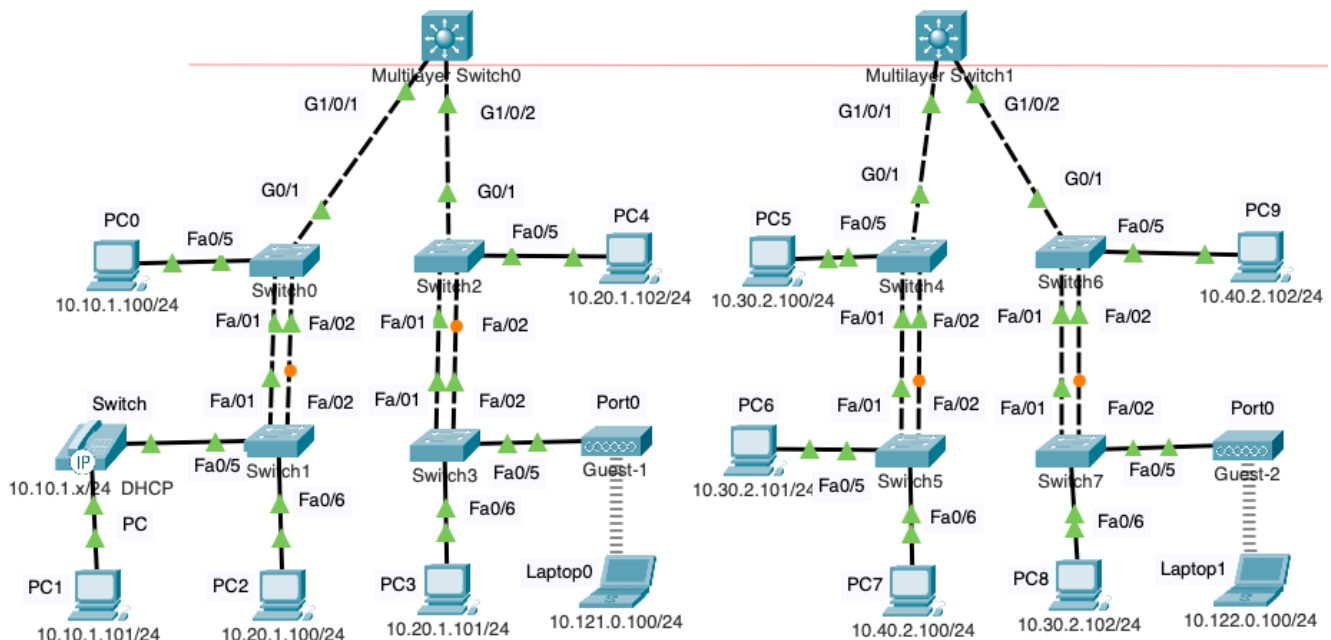 Multilayer Switch0
Multilayer Switch1
G1/0/1
G1/0/2
G1/0/1
G1/0/2
G0/1
G0/1
G0/1
G0/1
PC0
Fa0/5
Fa0/5
PC4
PC5
Fa0/5
Fa0/5
PC9
10.10.1.100/24
Switch0
Switch2
10.20.1.102/24
10.30.2.100/24
Switch4
Switch6
10.40.2.102/24
Fa/01
Fa/02
Fa/01
Fa/02
Fa/01
Fa/02
Fa/01
Fa/02
Switch
Fa/01
Fa/02
Fa/01
Fa/02
Port0
PC6
Fa/01
Fa/02
Fa/01
Fa/02
Port0
IP
Fa0/5
Switch1
Switch3
Fa0/5
Guest-1
Fa0/5
Switch5
Switch7
Fa0/5
Guest-2
10.10.1.x/24 DHCP
10.30.2.101/24
PC
Fa0/6
Fa0/6
Fa0/6
Fa0/6
PC1
PC2
PC3
Laptop0
PC7
PC8
Laptop1
10.10.1.101/24
10.20.1.100/24
10.20.1.101/24
10.121.0.100/24
10.40.2.100/24
10.30.2.102/24
10.122.0.100/24